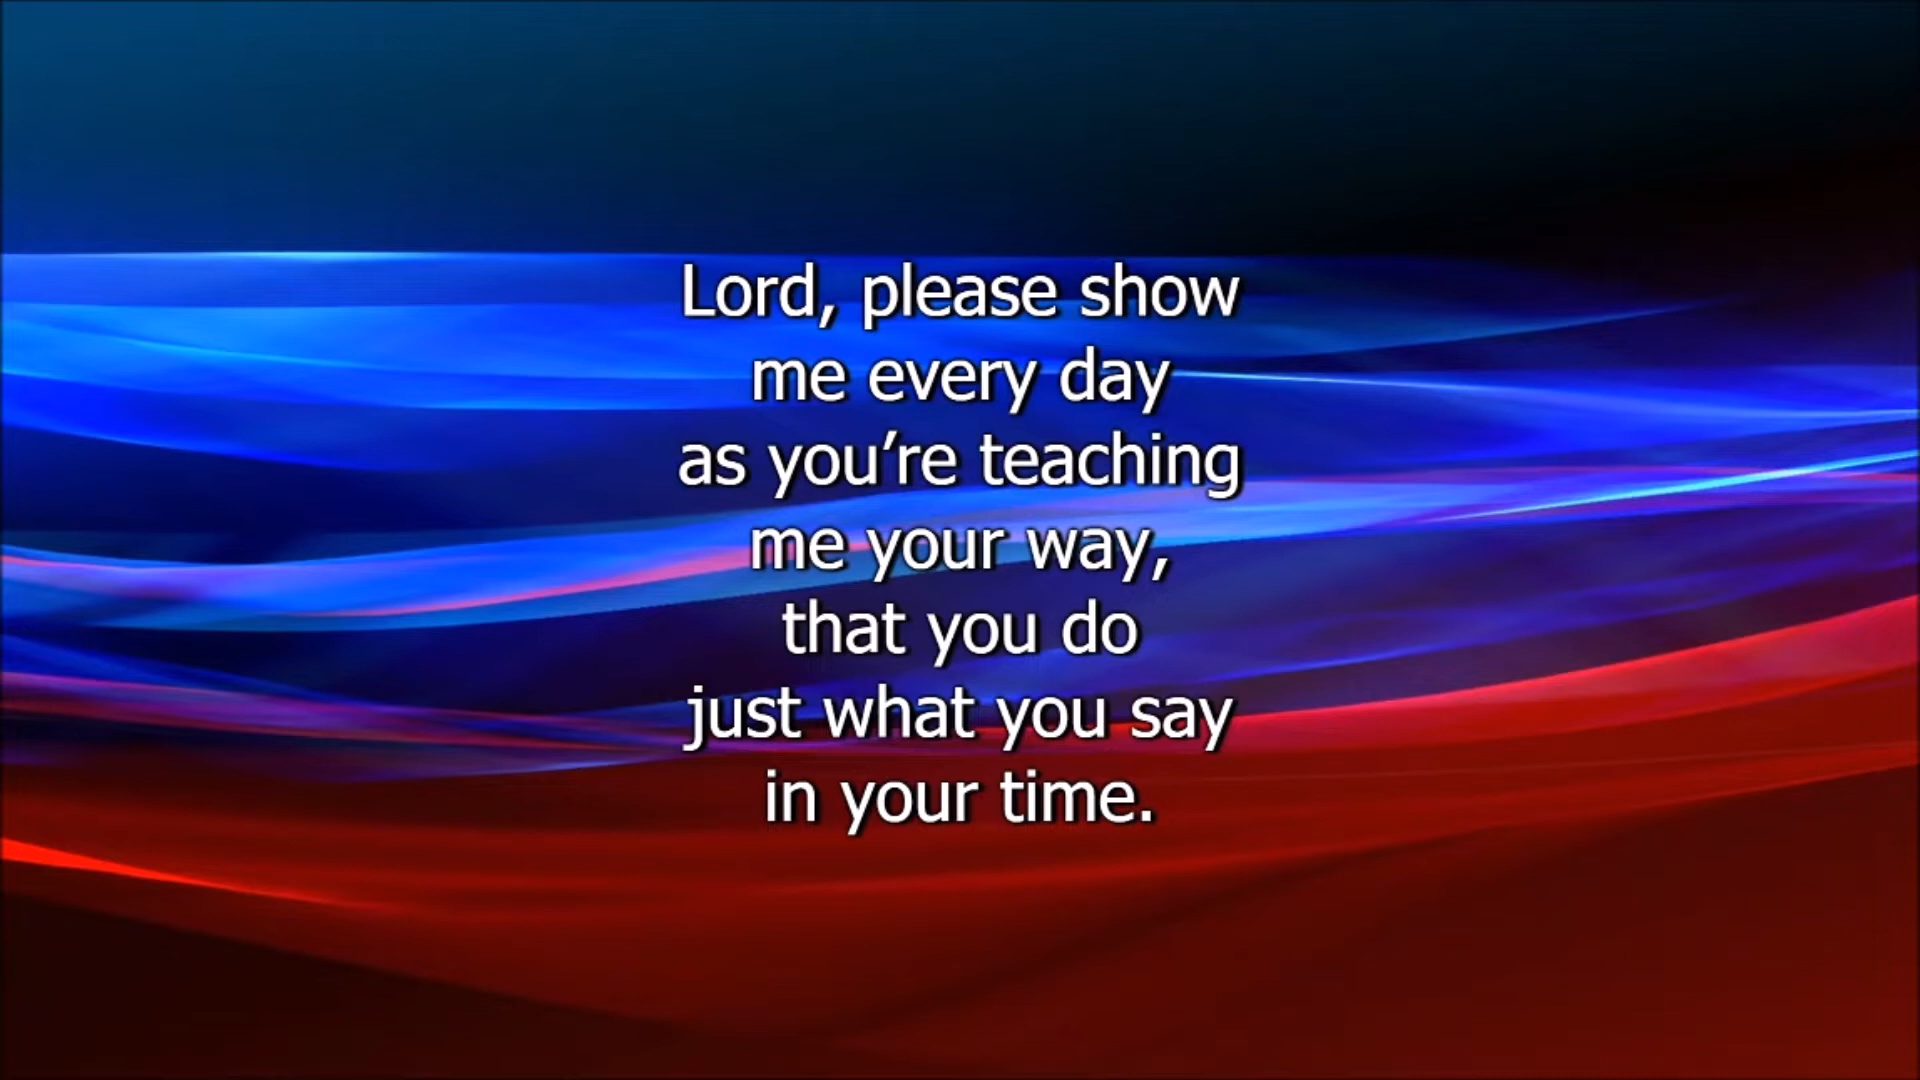 Lord, please show
me every day
as you’re teaching
me your way,
that you do
just what you say
in your time.